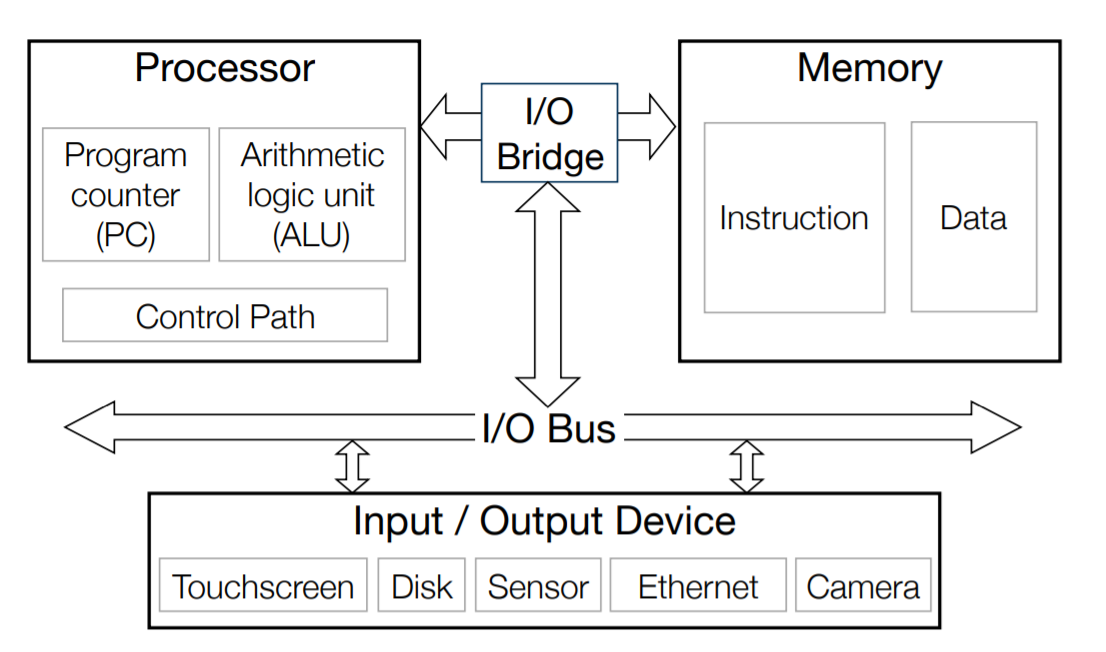 Processor
Program
counter
(PC)
Arithmetic
logic unit
(ALU)
Control Path
I/O
Bridge
Memory
Instruction
Data
I/O Bus
Input / Output Device
Touchscreen
Disk
Sensor
Ethernet
Camera